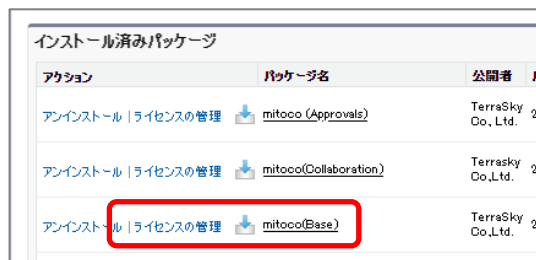 インストール済みパッケージ
アクション パッケージ名 公開者
アンインストール | ライセンスの管理 mitoco (Approvals) TerraSky Co., Ltd. 2
アンインストール | ライセンスの管理 mitoco(Collaboration) Terrasky Co.,Ltd. 2
アンインストール | ライセンスの管理 mitoco(Base) TerraSky Co.,Ltd. 2